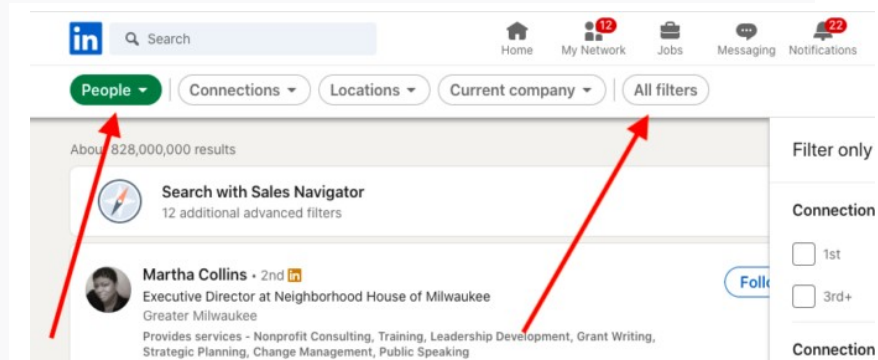 in
Search
12
22
Home
My Network
Jobs
Messaging
Notifications
People
Connections
Locations
Current company
All filters
About 828,000,000 results
Filter only
Search with Sales Navigator
12 additional advanced filters
Connection
1st
3rd+
Martha Collins • 2nd in
Follo
Executive Director at Neighborhood House of Milwaukee
Greater Milwaukee
Provides services - Nonprofit Consulting, Training, Leadership Development, Grant Writing,
Strategic Planning, Change Management, Public Speaking
Connection